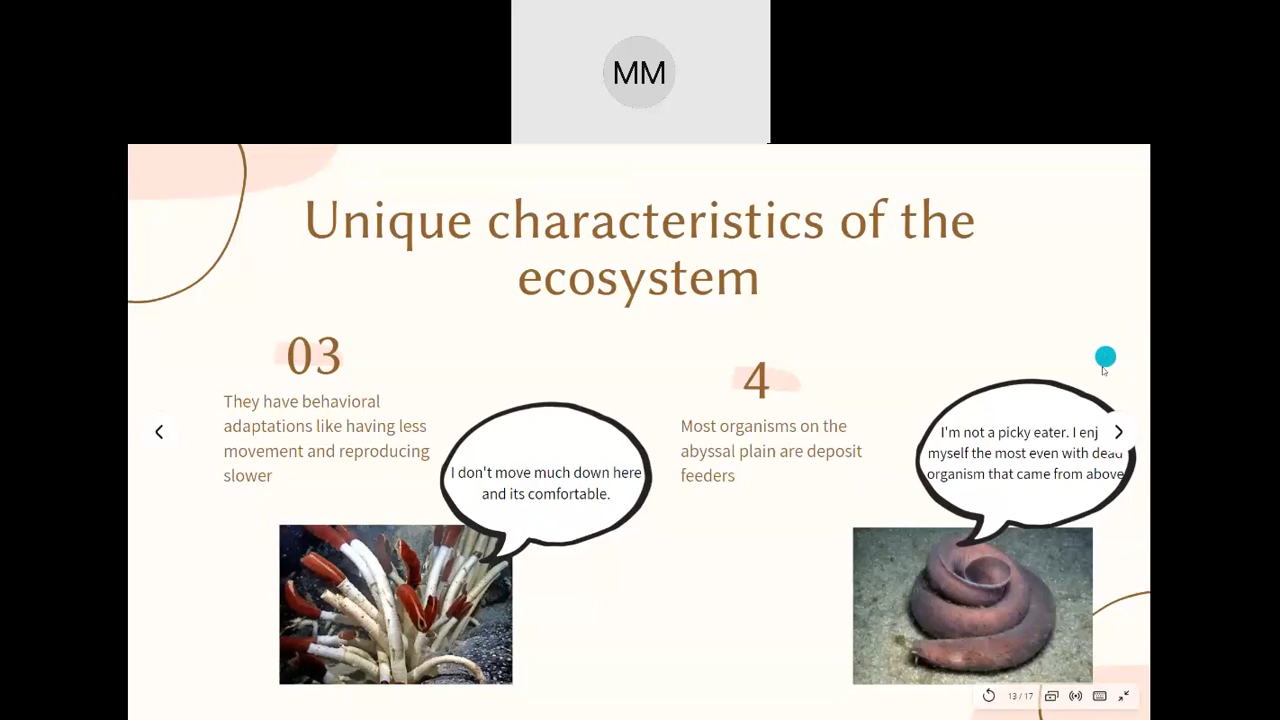 MM
Unique characteristics of the
ecosystem
03
They have behavioral
adaptations like having less
movement and reproducing
slower
I don't move much down here
and its comfortable.
4
Most organisms on the
abyssal plain are deposit
feeders
I'm not a picky eater. I enj
myself the most even with dead
organism that came from above
13 / 17